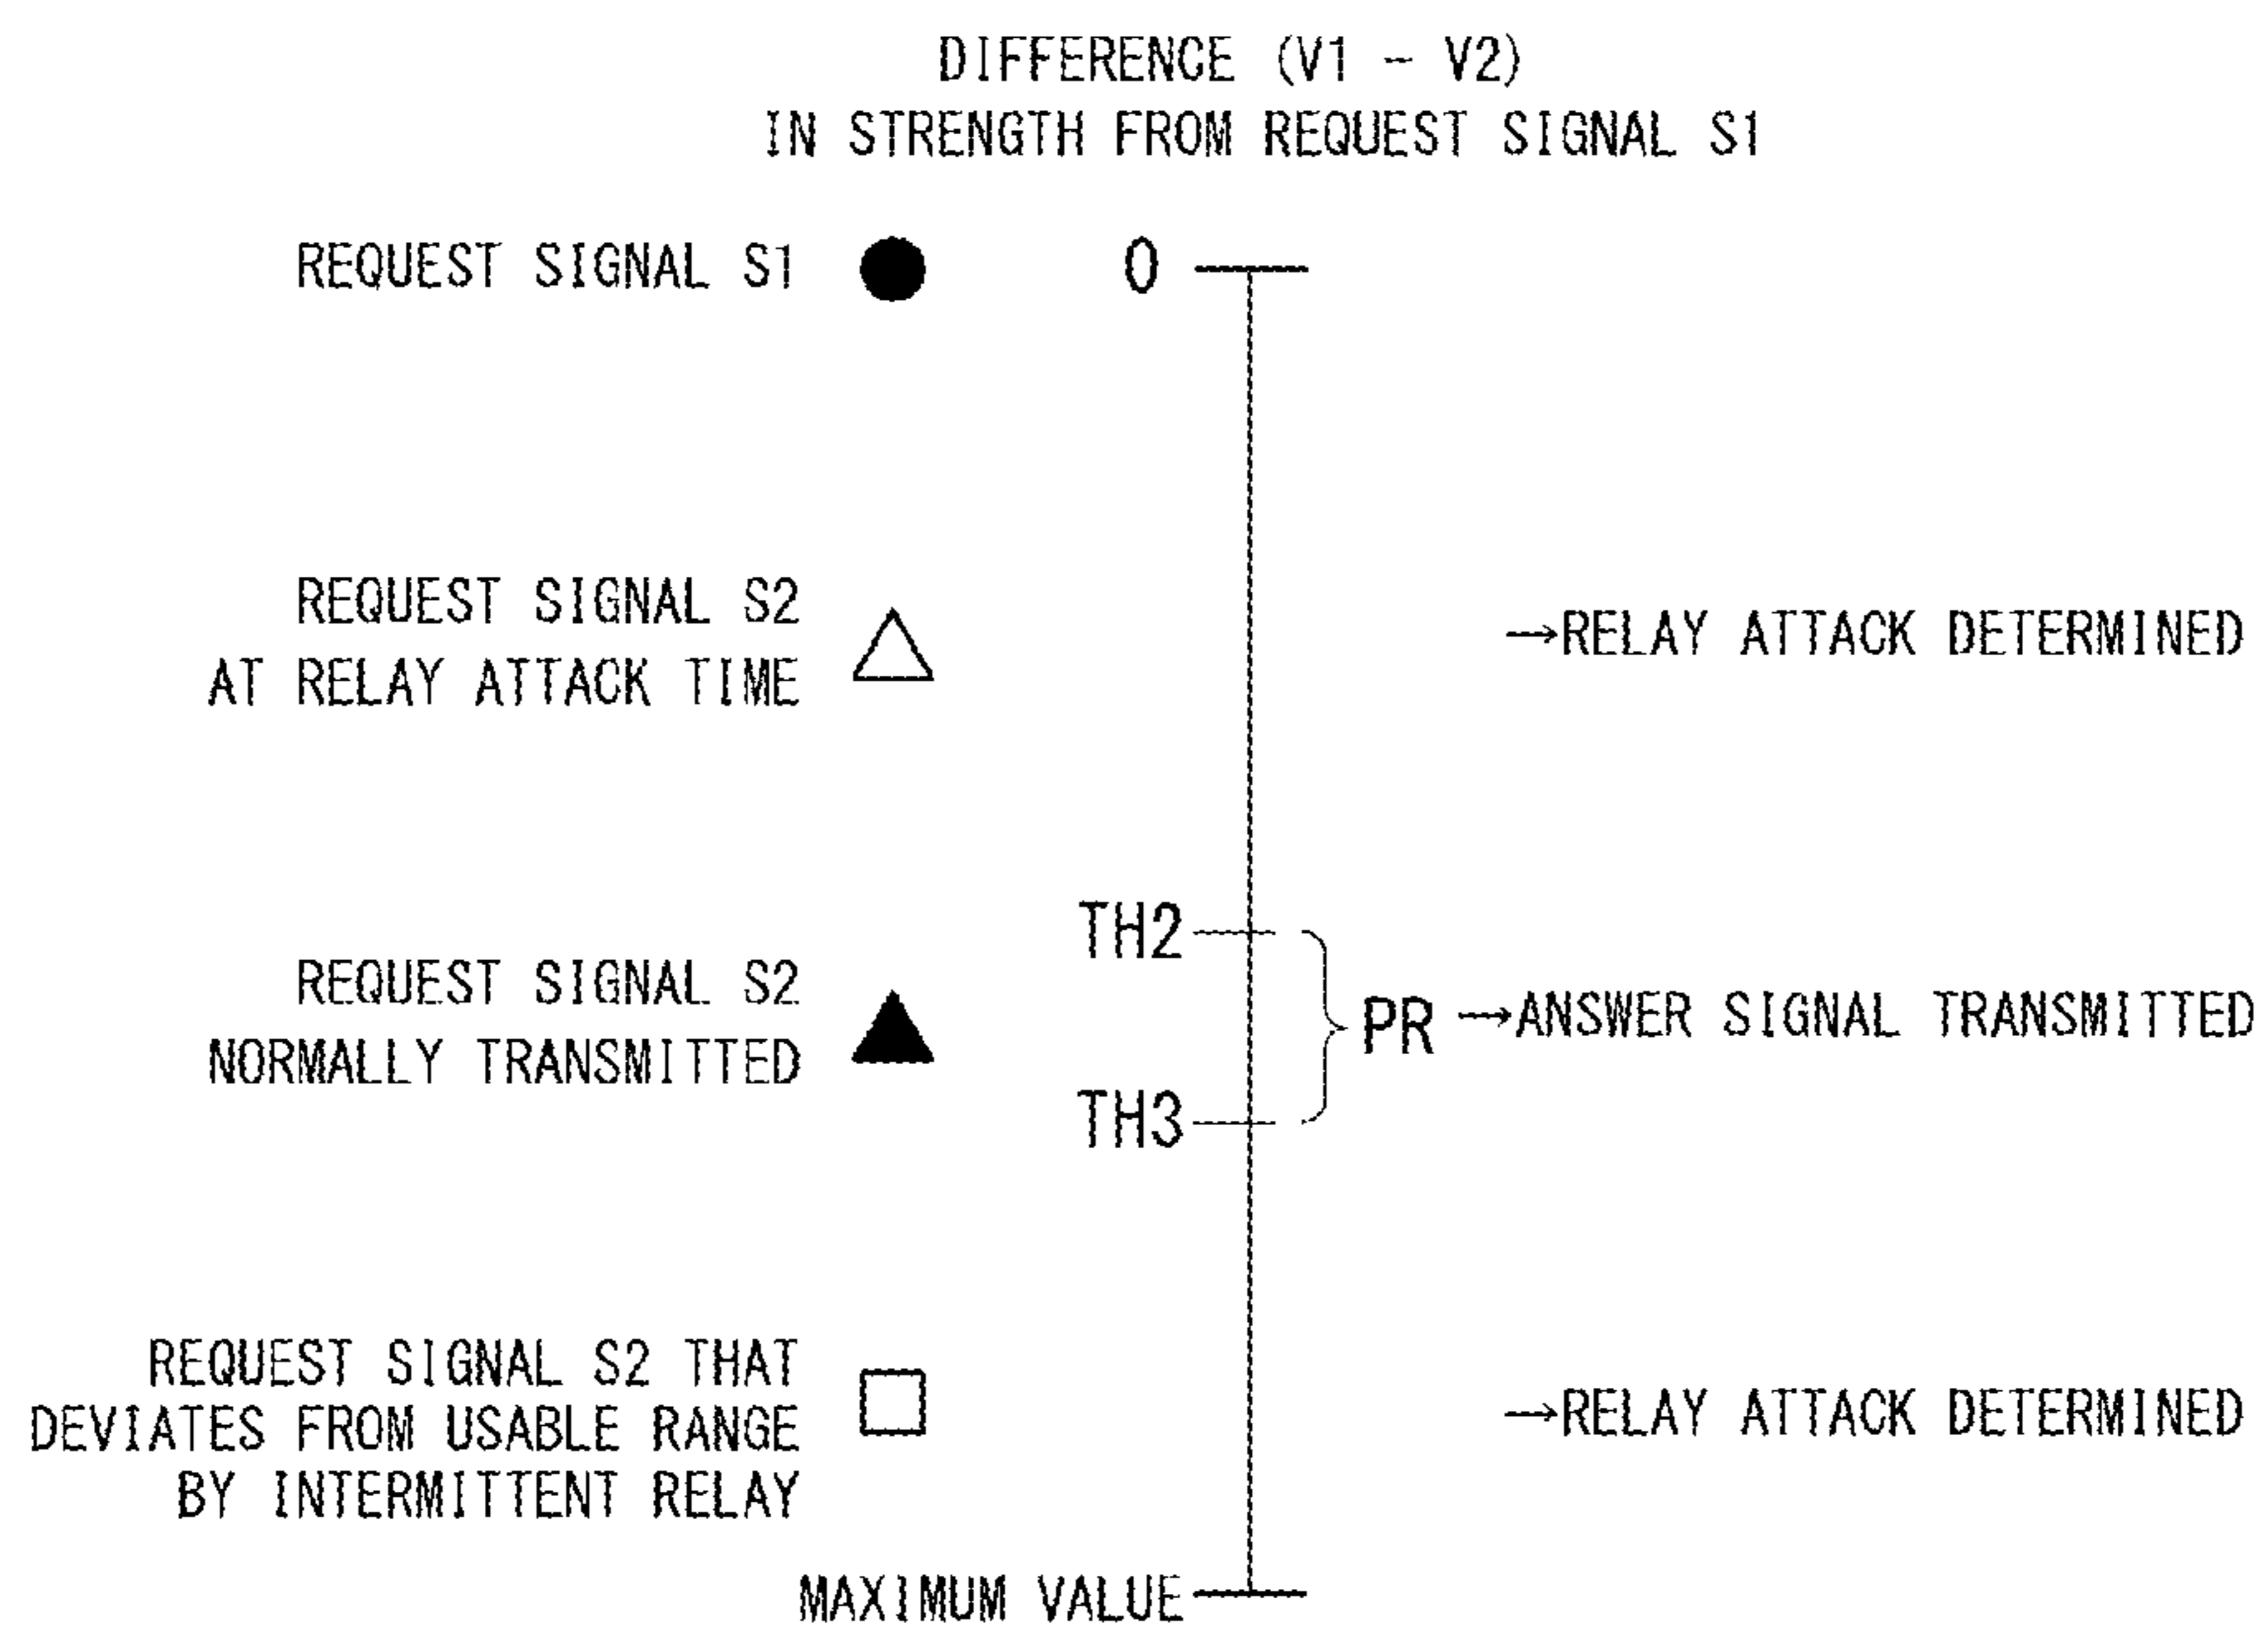 DIFFERENCE (V1 - V2)
IN STRENGTH FROM REQUEST SIGNAL S1
REQUEST SIGNAL S1
0
REQUEST SIGNAL S2
AT RELAY ATTACK TIME
→RELAY ATTACK DETERMINED
TH2
REQUEST SIGNAL S2
NORMALLY TRANSMITTED
PR →ANSWER SIGNAL TRANSMITTED
TH3
REQUEST SIGNAL S2 THAT
DEVIATES FROM USABLE RANGE
BY INTERMITTENT RELAY
→RELAY ATTACK DETERMINED
MAXIMUM VALUE